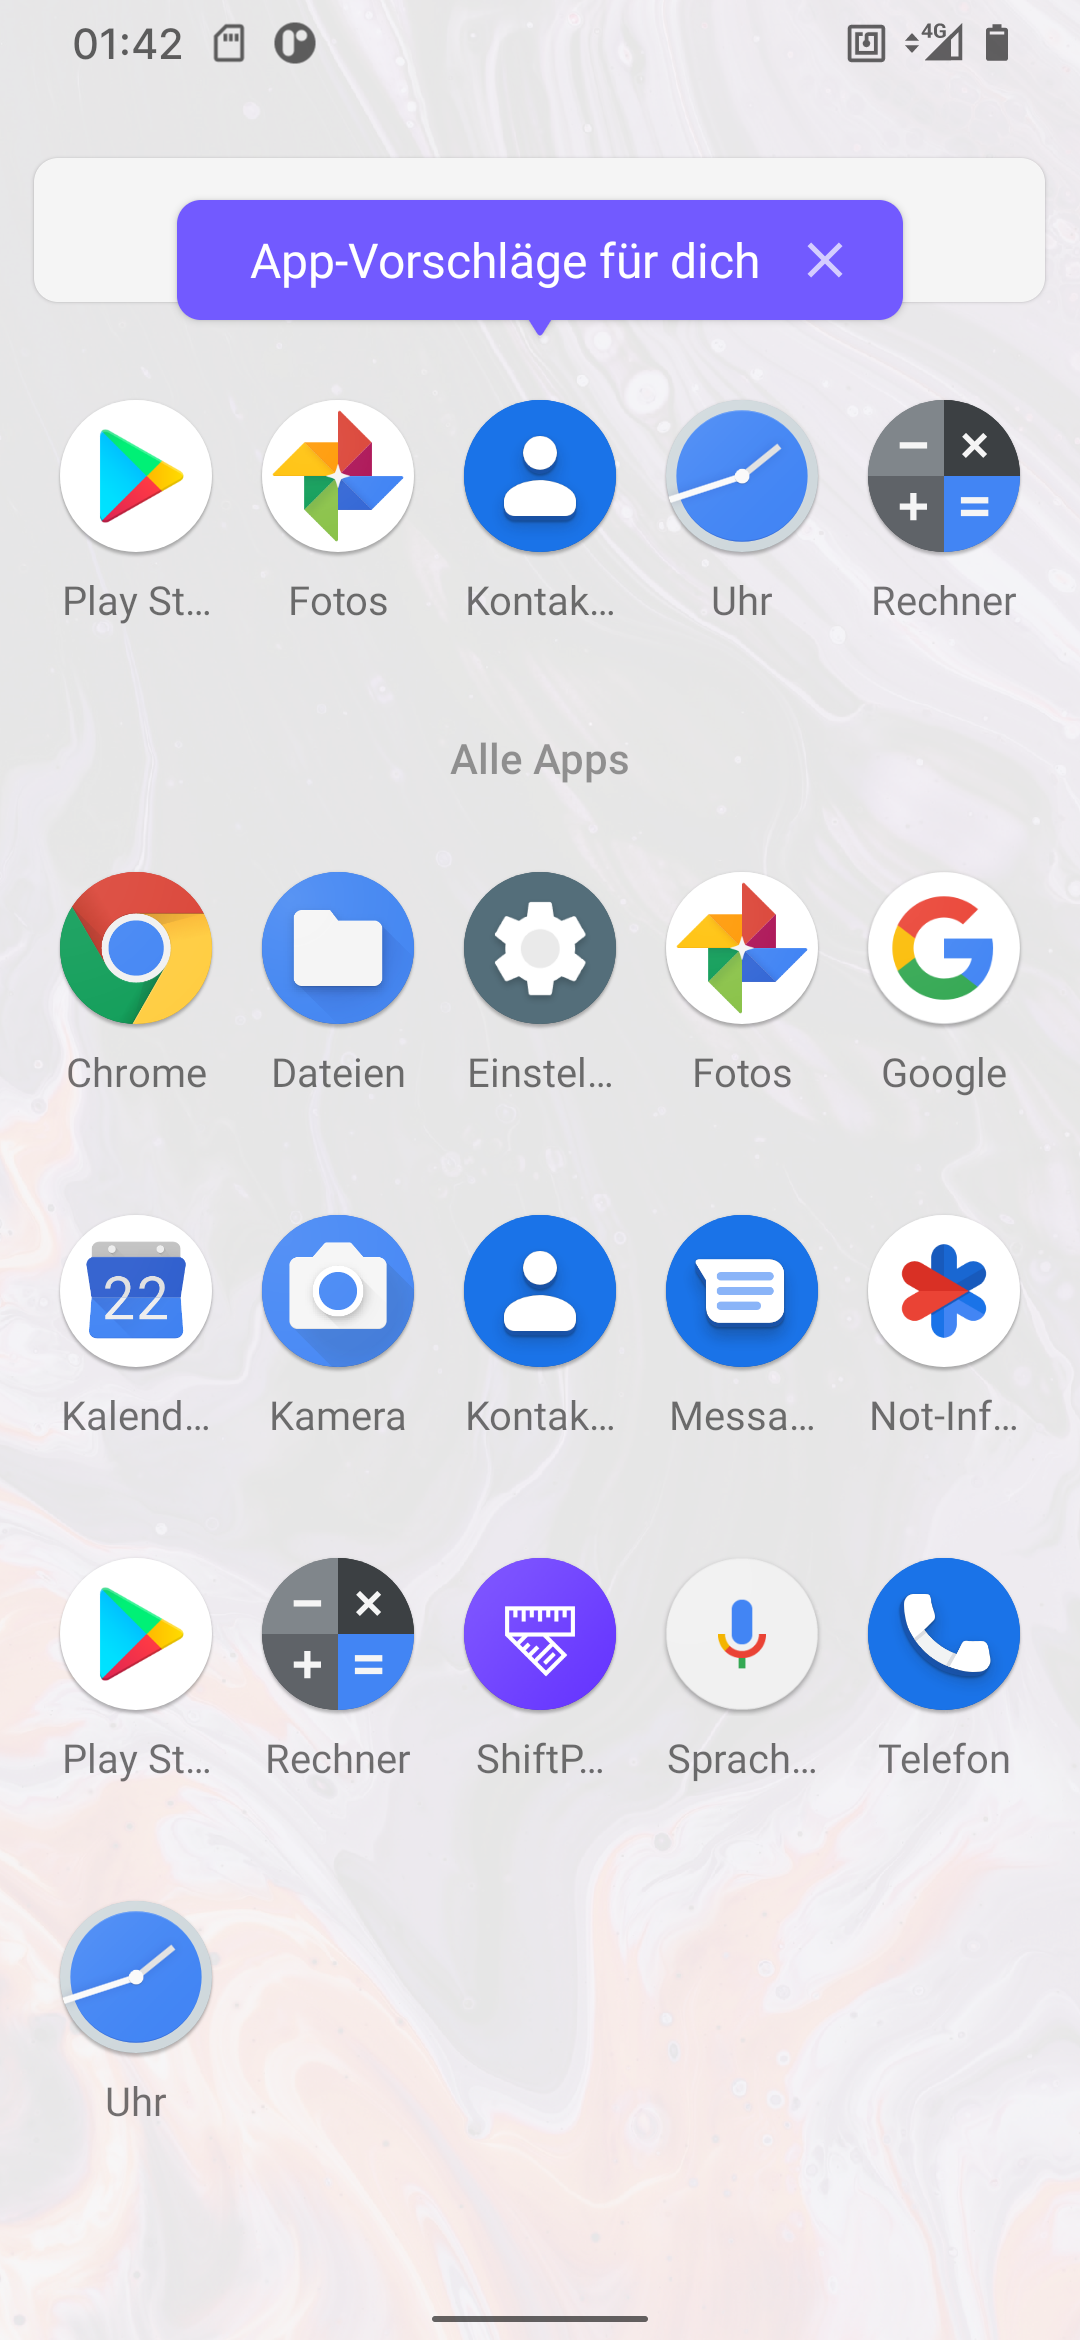 01:42
4G
App-Vorschläge für dich
Play St…
Fotos
Kontak…
Uhr
Rechner
Alle Apps
Chrome
Dateien
Einstel…
Fotos
Google
22
Kalend…
Kamera
Kontak…
Messa…
Not-Inf…
Play St…
Rechner
ShiftP…
Sprach…
Telefon
Uhr